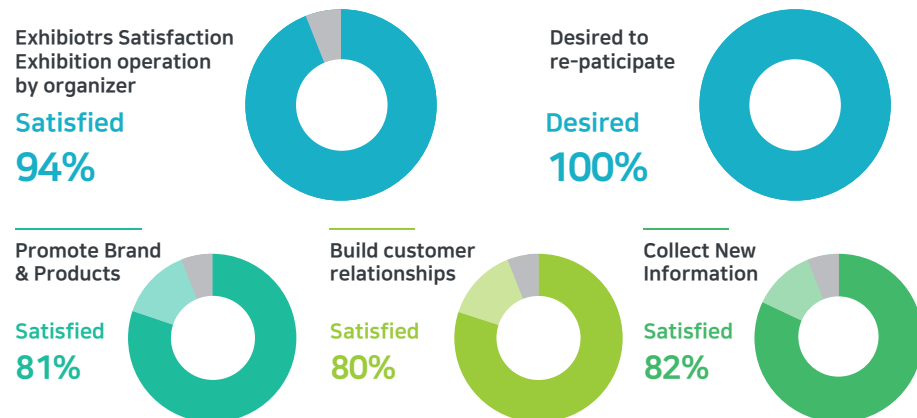 Exhibiotrs Satisfaction
Exhibition operation
by organizer
Satisfied
94%
Desired to
re-paticipate
Desired
100%
Promote Brand
& Products
Satisfied
81%
Build customer
relationships
Satisfied
80%
Collect New
Information
Satisfied
82%